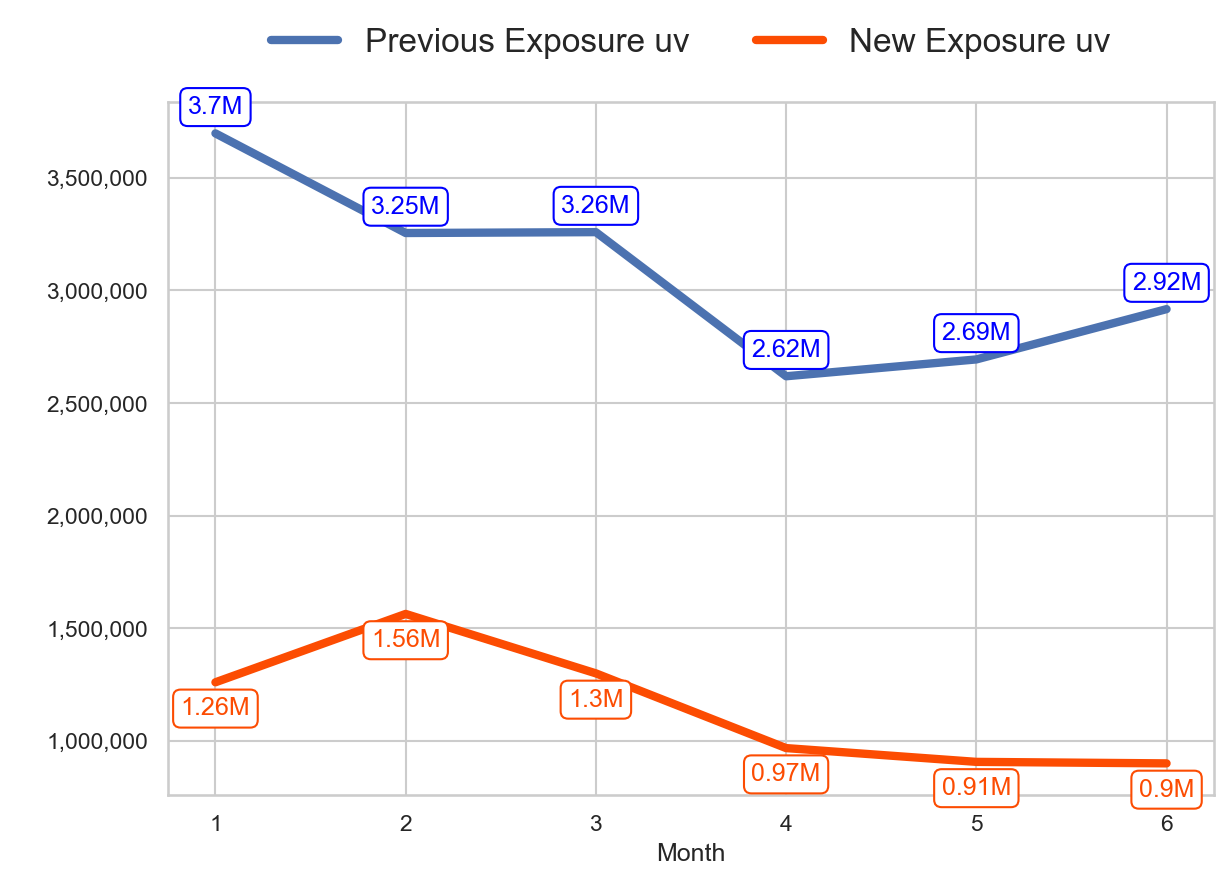 Previous Exposure uv New Exposure uv
3.7M
3,500,000
3.25M
3.26M
3,000,000
2.92M
2.69M
2.62M
2,500,000
2,000,000
1,500,000
1.56M
1.26M
1.3M
1,000,000
0.97M
0.91M
0.9M
1 2 3 4 5 6
Month